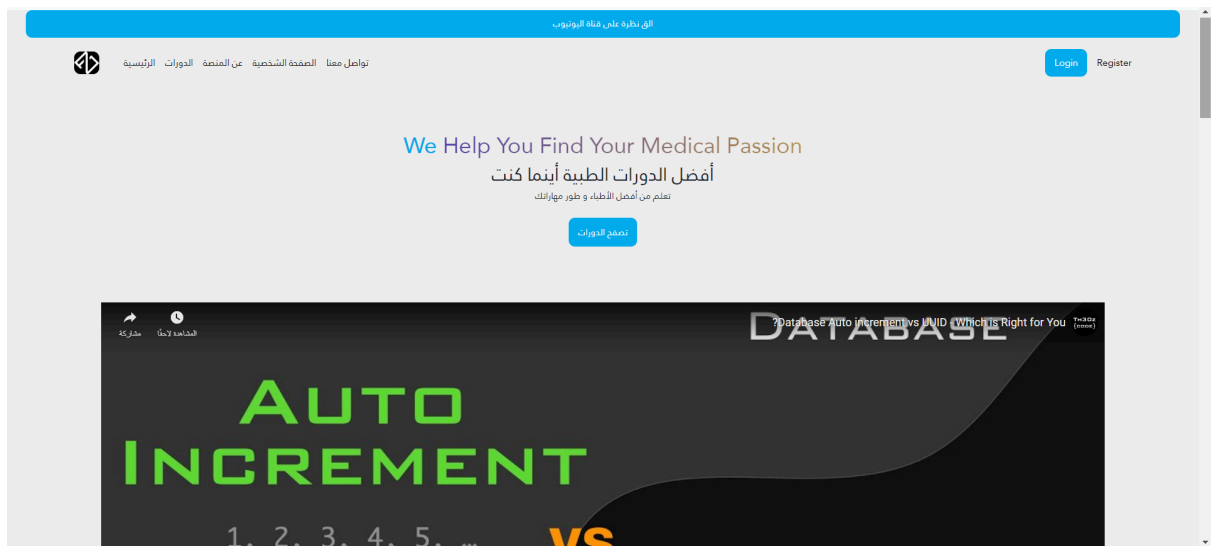 الق نظرة على قناة اليوتيوب
الرئيسية الدورات عن المنصة الصفحة الشخصية تواصل معنا
Login Register
We Help You Find Your Medical Passion
أفضل الدورات الطبية أينما كنت
تعلم من أفضل الأطباء و طور مهاراتك
تصفح الدورات
مشاركة
المشاهدة لاحقًا
?Database Auto increment vs UUID - Which is Right for You
DATABASE
AUTO
INCREMENT
1, 2, 3, 4, 5, …
VS